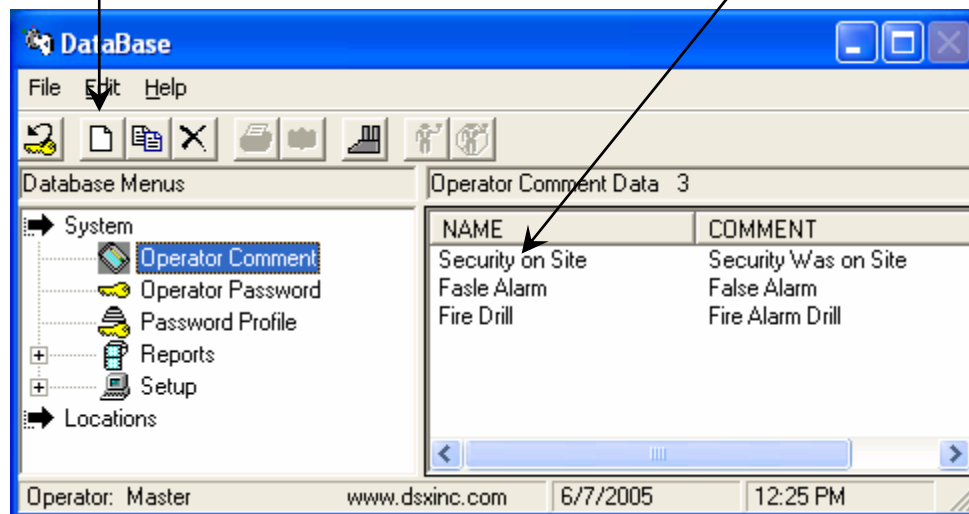 DataBase
File Edit Help
Database Menus
Operator Comment Data 3
System
Operator Comment
Operator Password
Password Profile
Reports
Setup
Locations
NAME COMMENT
Security on Site Security Was on Site
Fasle Alarm False Alarm
Fire Drill Fire Alarm Drill
Operator: Master www.dsxinc.com 6/7/2005 12:25 PM